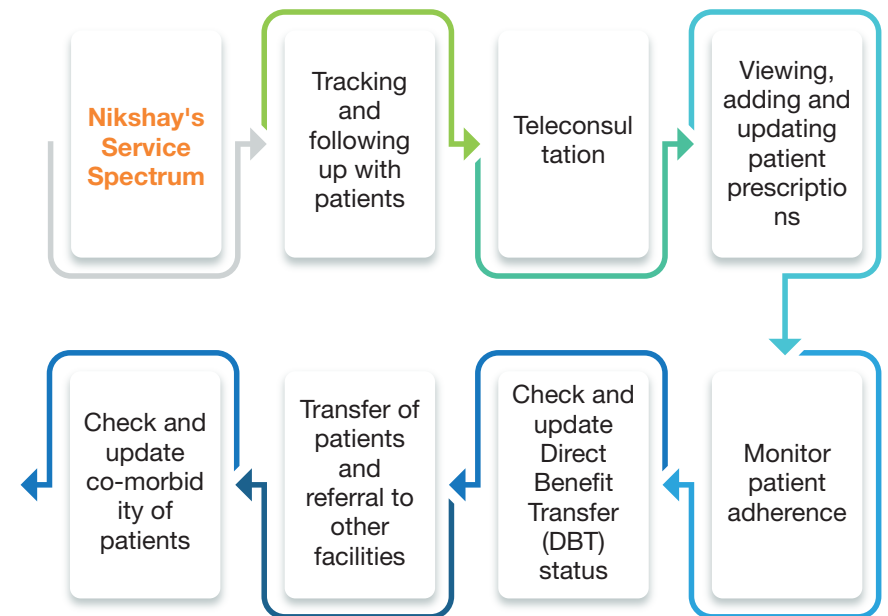 Nikshay's
Service
Spectrum
Tracking
and
following
up with
patients
Teleconsul
tation
Viewing,
adding and
updating
patient
prescriptio
ns
Monitor
patient
adherence
Check and
update
Direct
Benefit
Transfer
(DBT)
status
Transfer of
patients
and
referral to
other
facilities
Check and
update
co-morbid
ity of
patients